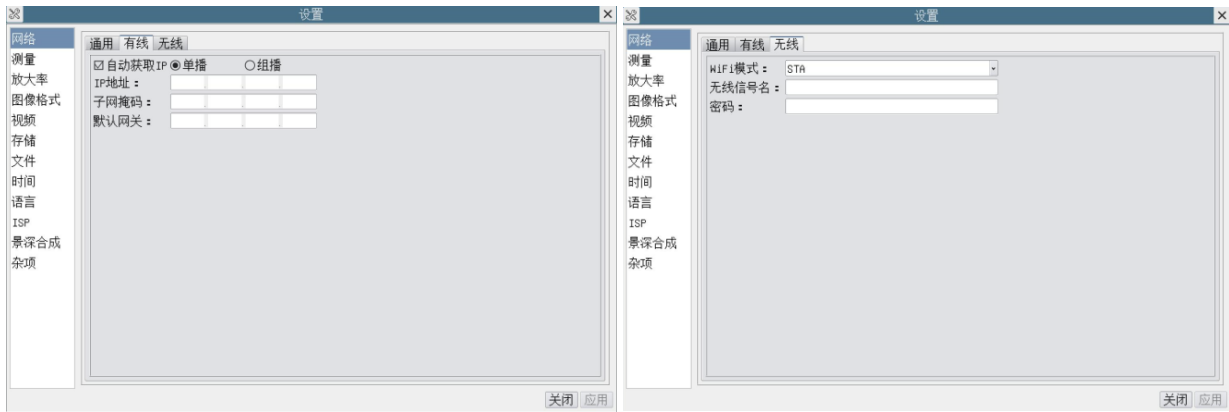 设置
网络
测量
放大率
图像格式
视频
存储
文件
时间
语言
ISP
景深合成
杂项
通用 有线 无线
自动获取IP 单播 组播
IP地址:
子网掩码:
默认网关:
关闭 应用
设置
网络
测量
放大率
图像格式
视频
存储
文件
时间
语言
ISP
景深合成
杂项
通用 有线 无线
WiFi模式: STA
无线信号名:
密码:
关闭 应用